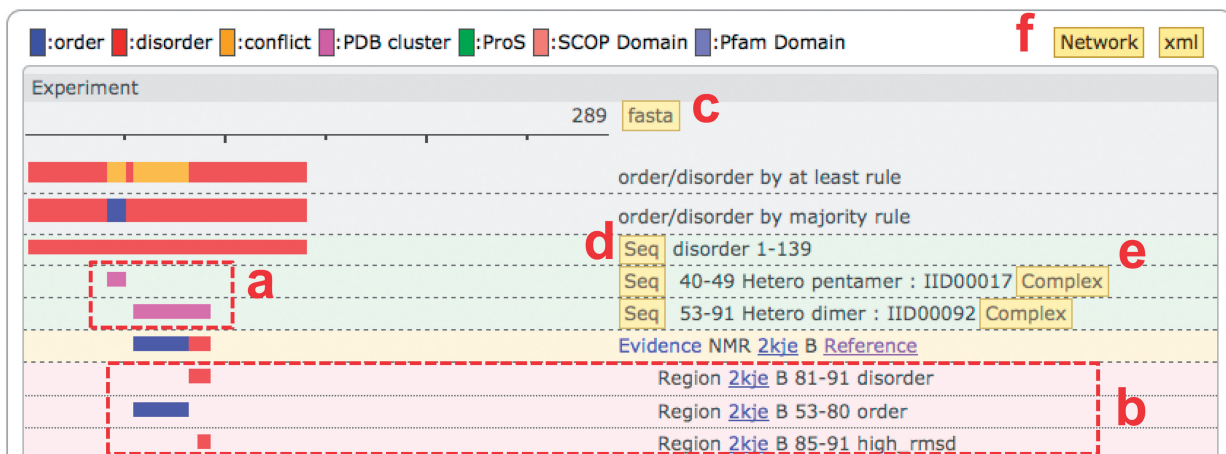 :order :disorder :conflict :PDB cluster :ProS :SCOP Domain :Pfam Domain f Network xml
Experiment
289 fasta c
order/disorder by at least rule
order/disorder by majority rule
d Seq disorder 1-139 e
a Seq 40-49 Hetero pentamer : IID00017 Complex
Seq 53-91 Hetero dimer : IID00092 Complex
Evidence NMR 2kje B Reference
Region 2kje B 81-91 disorder
Region 2kje B 53-80 order b
Region 2kje B 85-91 high_rmsd